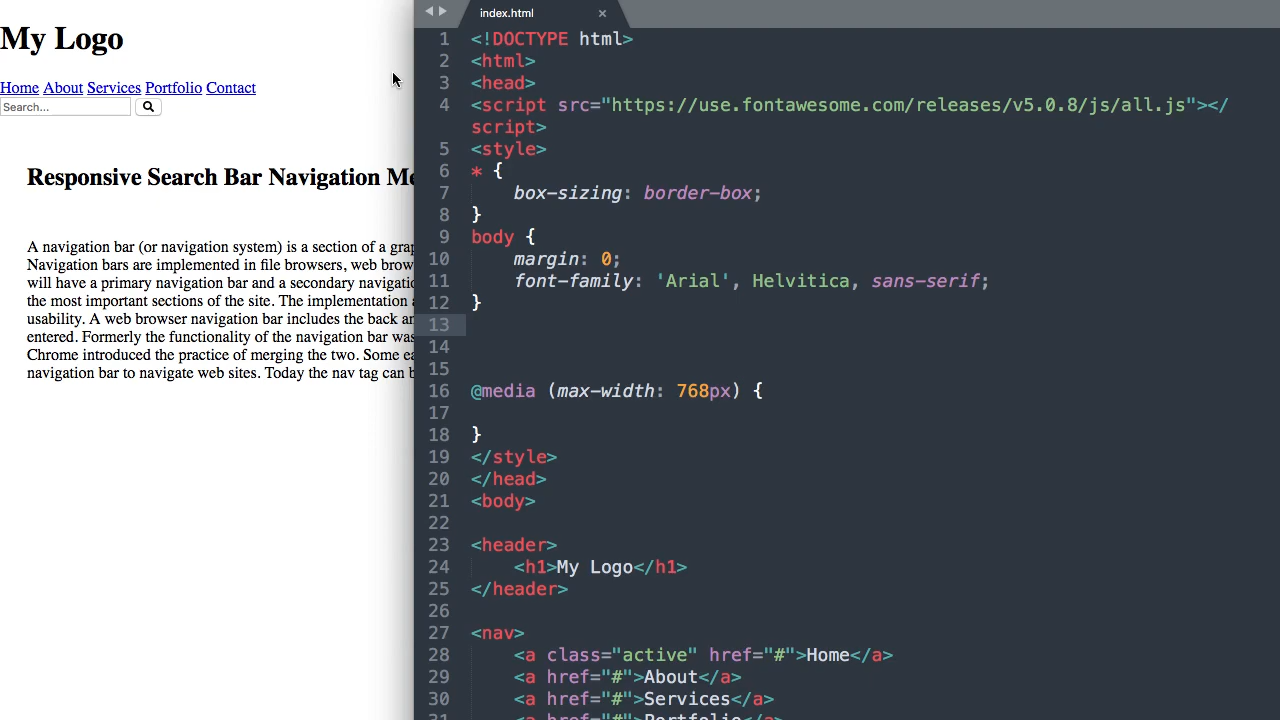 My Logo
Home About Services Portfolio Contact
Search...
Responsive Search Bar Navigation Me
A navigation bar (or navigation system) is a section of a grap
Navigation bars are implemented in file browsers, web brow
will have a primary navigation bar and a secondary navigatio
the most important sections of the site. The implementation a
usability. A web browser navigation bar includes the back an
entered. Formerly the functionality of the navigation bar was
Chrome introduced the practice of merging the two. Some ea
navigation bar to navigate web sites. Today the nav tag can b
index.html
1 <!DOCTYPE html>
2 <html>
3 <head>
4 <script src="https://use.fontawesome.com/releases/v5.0.8/js/all.js"></
script>
5 <style>
6 * {
7 box-sizing: border-box;
8 }
9 body {
10 margin: 0;
11 font-family: 'Arial', Helvitica, sans-serif;
12 }
13
14
15
16 @media (max-width: 768px) {
17
18 }
19 </style>
20 </head>
21 <body>
22
23 <header>
24 <h1>My Logo</h1>
25 </header>
26
27 <nav>
28 <a class="active" href="#">Home</a>
29 <a href="#">About</a>
30 <a href="#">Services</a>
31 <a href="#">Portfolio</a>